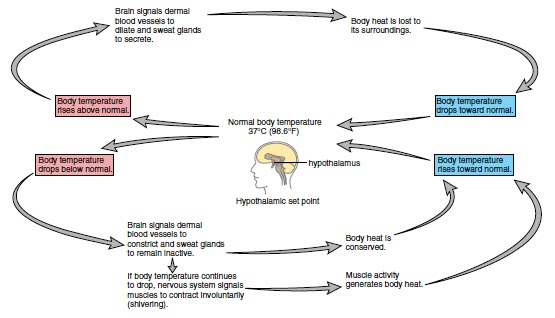 Brain signals dermal
blood vessels to
dilate and sweat glands
to secrete.
Body heat is lost to
its surroundings.
Body temperature
rises above normal.
Body temperature
drops toward normal.
Normal body temperature
37°C (98.6°F)
hypothalamus
Hypothalamic set point
Body temperature
drops below normal.
Body temperature
rises toward normal.
Brain signals dermal
blood vessels to
constrict and sweat glands
to remain inactive.
Body heat is
conserved.
If body temperature continues
to drop, nervous system signals
muscles to contract involuntarily
(shivering).
Muscle activity
generates body heat.